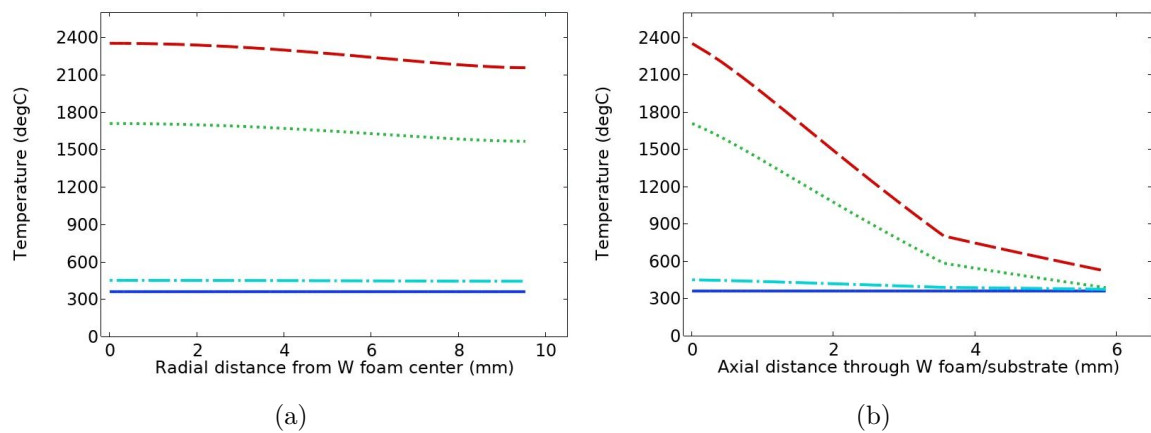 2400
2100
1800
1500
1200
900
600
300
0
Temperature (degC)
0 2 4 6 8 10
Radial distance from W foam center (mm)
(a)
2400
2100
1800
1500
1200
900
600
300
0
Temperature (degC)
0 2 4 6
Axial distance through W foam/substrate (mm)
(b)